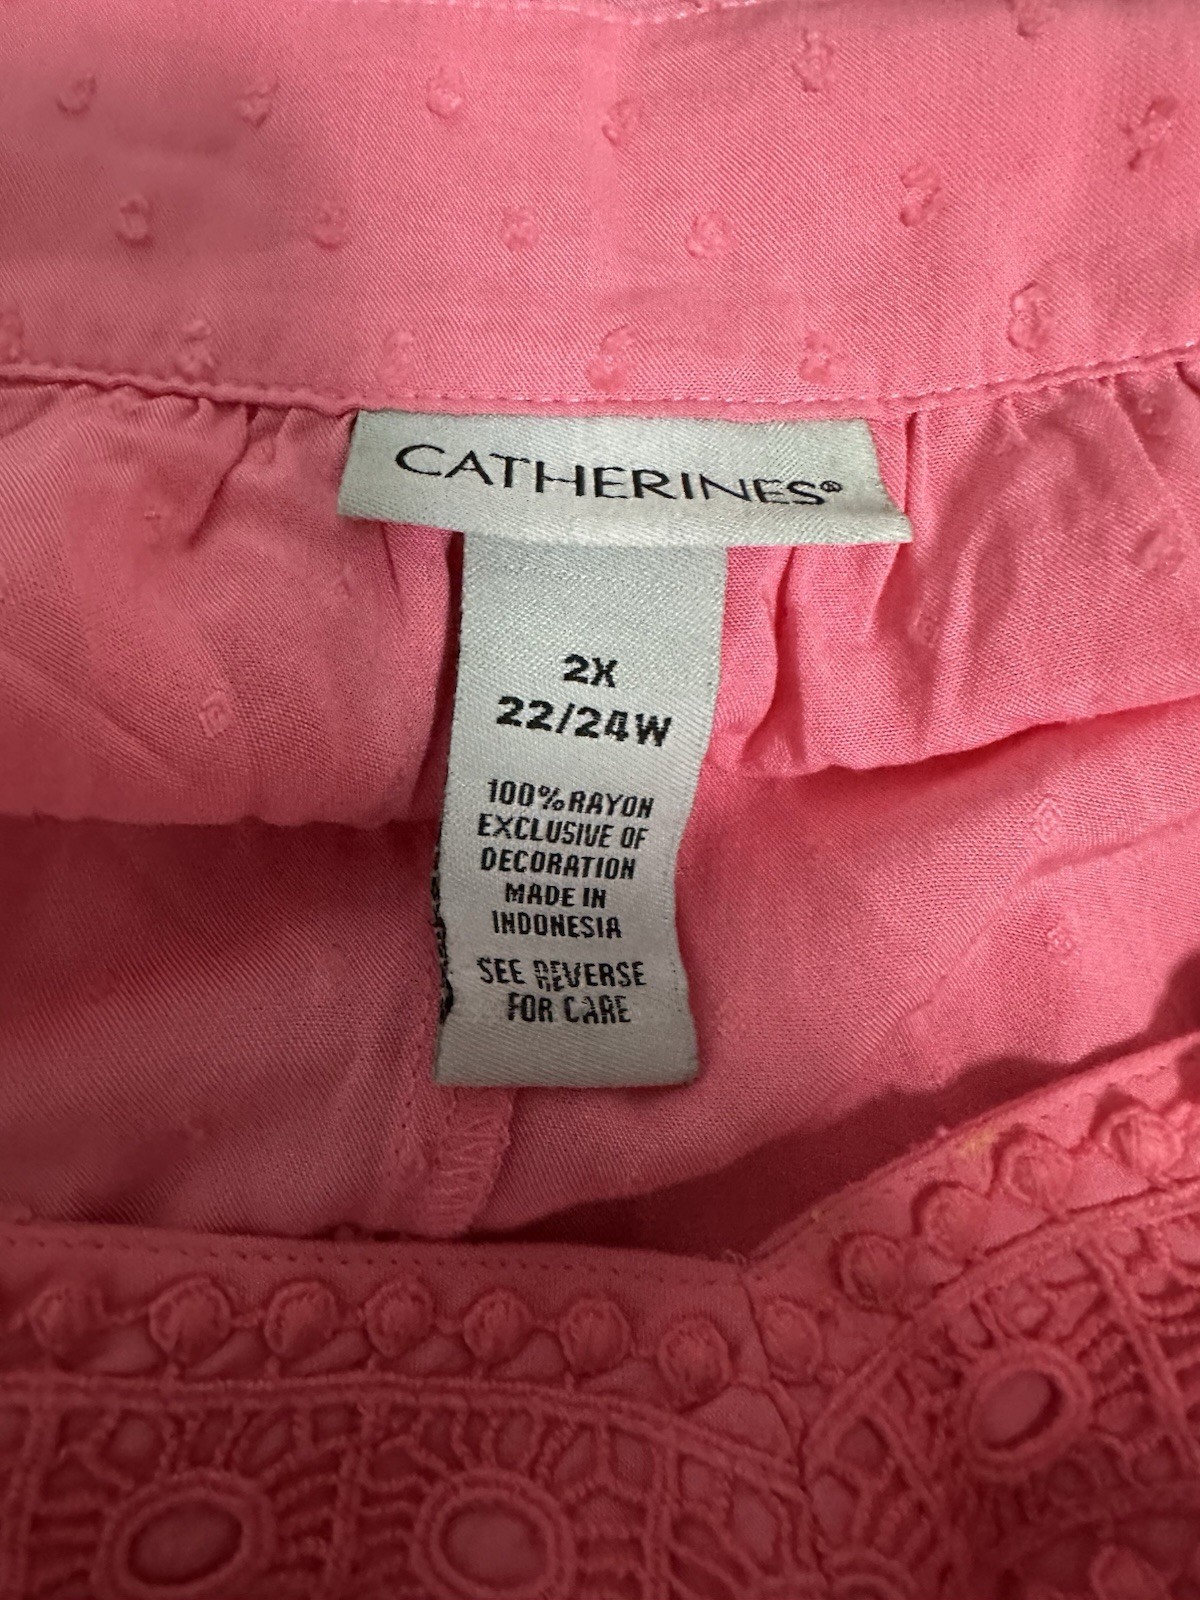 CATHERINES®
2X
22/24W
100% RAYON
EXCLUSIVE OF
DECORATION
MADE IN
INDONESIA
SEE REVERSE
FOR CARE